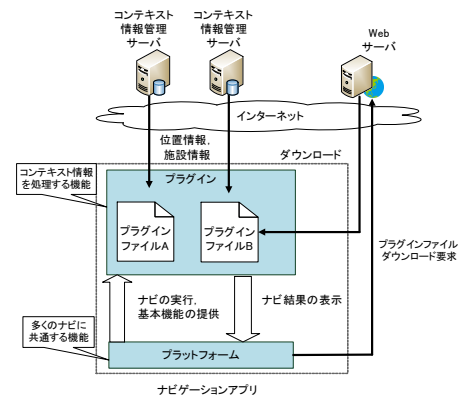 コンテキスト
情報管理
サーバ
コンテキスト
情報管理
サーバ
Web
サーバ
インターネット
位置情報,
施設情報
ダウンロード
コンテキスト情報
を処理する機能
プラグイン
プラグイン
ファイルA
プラグイン
ファイルB
プラグインファイル
ダウンロード要求
ナビの実行,
基本機能の提供
ナビ結果の表示
多くのナビに
共通する機能
プラットフォーム
ナビゲーションアプリ